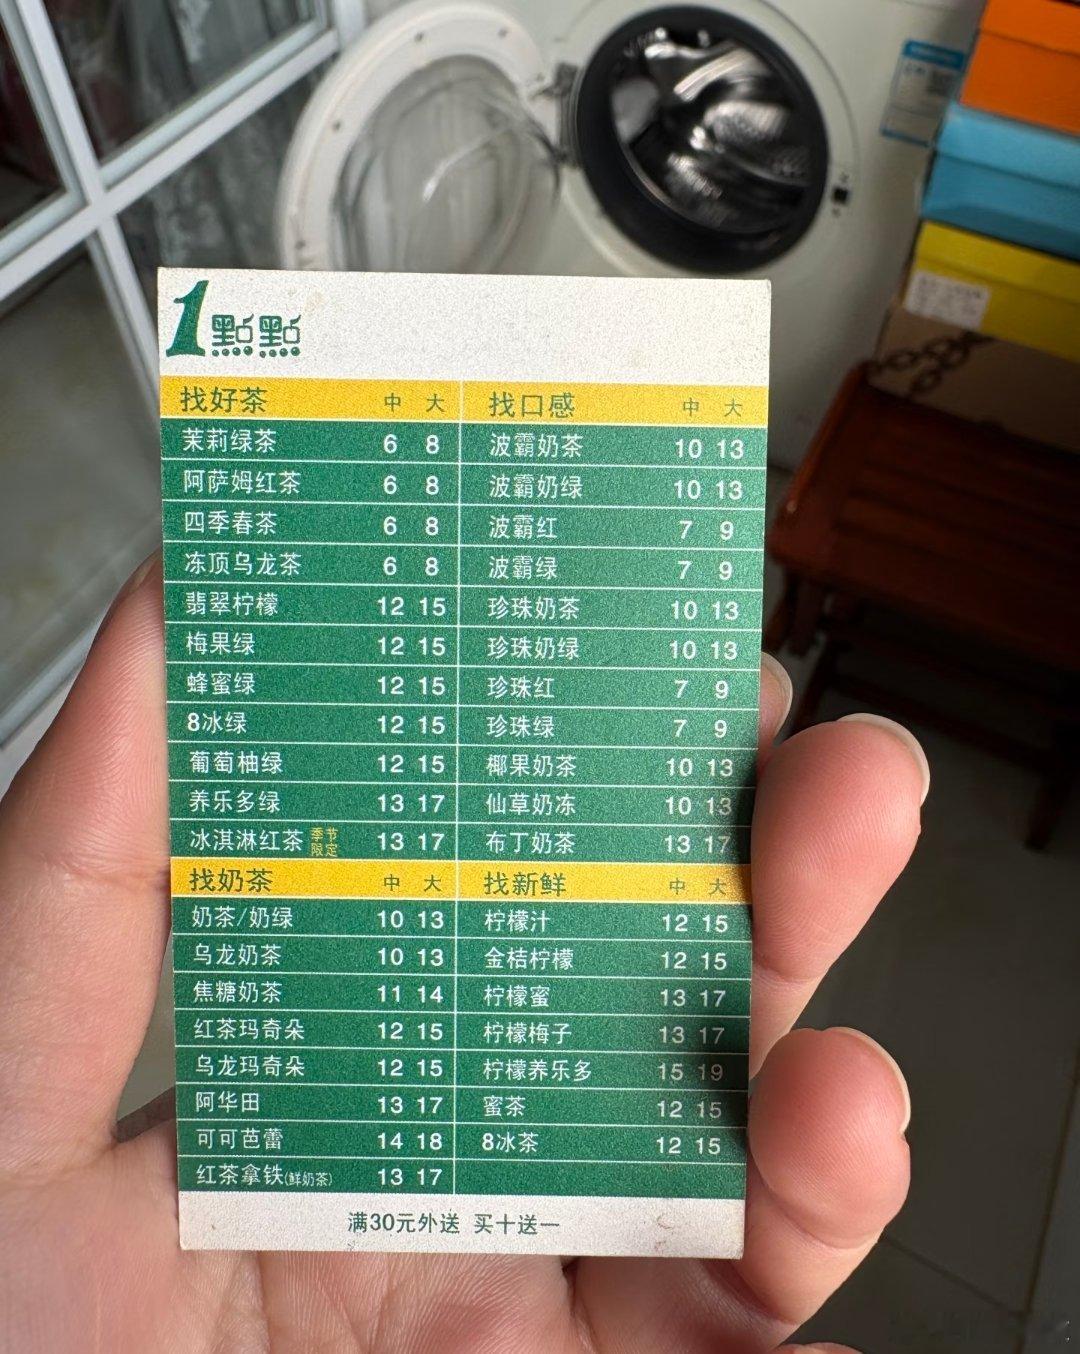 1點點
找好茶 中 大
茉莉绿茶 6 8
阿萨姆红茶 6 8
四季春茶 6 8
冻顶乌龙茶 6 8
翡翠柠檬 12 15
梅果绿 12 15
蜂蜜绿 12 15
8冰绿 12 15
葡萄柚绿 12 15
养乐多绿 13 17
冰淇淋红茶 季节限定 13 17
找口感 中 大
波霸奶茶 10 13
波霸奶绿 10 13
波霸红 7 9
波霸绿 7 9
珍珠奶茶 10 13
珍珠奶绿 10 13
珍珠红 7 9
珍珠绿 7 9
椰果奶茶 10 13
仙草奶冻 10 13
布丁奶茶 13 17
找奶茶 中 大
奶茶/奶绿 10 13
乌龙奶茶 10 13
焦糖奶茶 11 14
红茶玛奇朵 12 15
乌龙玛奇朵 12 15
阿华田 13 17
可可芭蕾 14 18
红茶拿铁(鲜奶茶) 13 17
找新鲜 中 大
柠檬汁 12 15
金桔柠檬 12 15
柠檬蜜 13 17
柠檬梅子 13 17
柠檬养乐多 15 19
蜜茶 12 15
8冰茶 12 15
满30元外送 买十送一